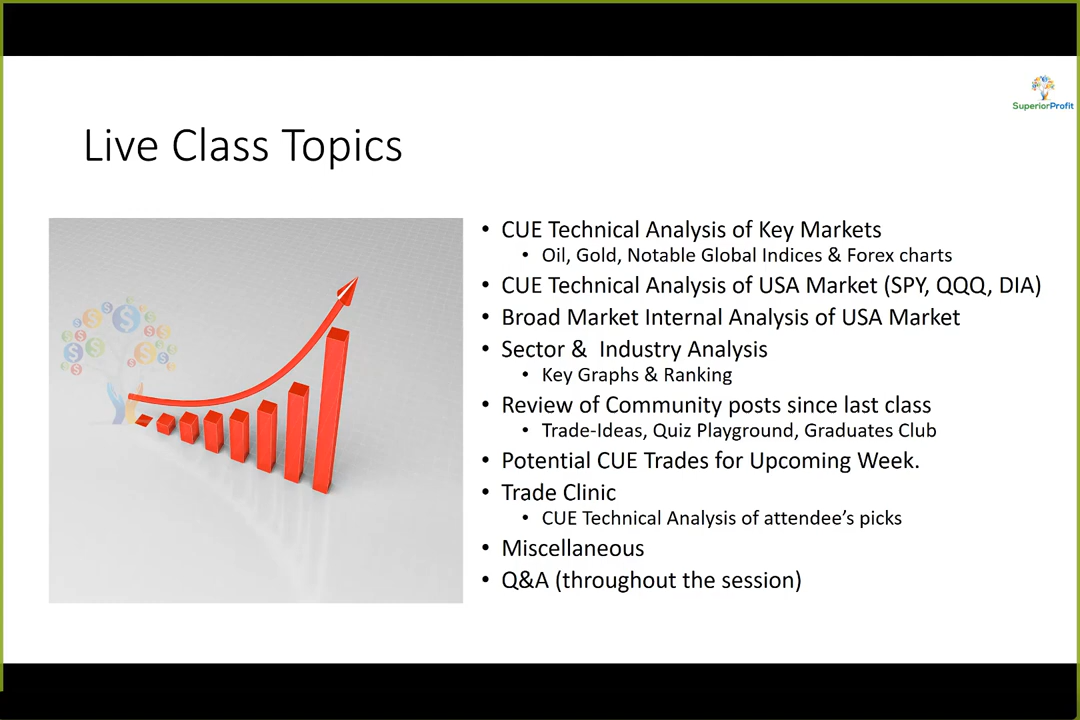 SuperiorProfit
Live Class Topics
• CUE Technical Analysis of Key Markets
• Oil, Gold, Notable Global Indices & Forex charts
• CUE Technical Analysis of USA Market (SPY, QQQ, DIA)
• Broad Market Internal Analysis of USA Market
• Sector & Industry Analysis
• Key Graphs & Ranking
• Review of Community posts since last class
• Trade-Ideas, Quiz Playground, Graduates Club
• Potential CUE Trades for Upcoming Week.
• Trade Clinic
• CUE Technical Analysis of attendee’s picks
• Miscellaneous
• Q&A (throughout the session)